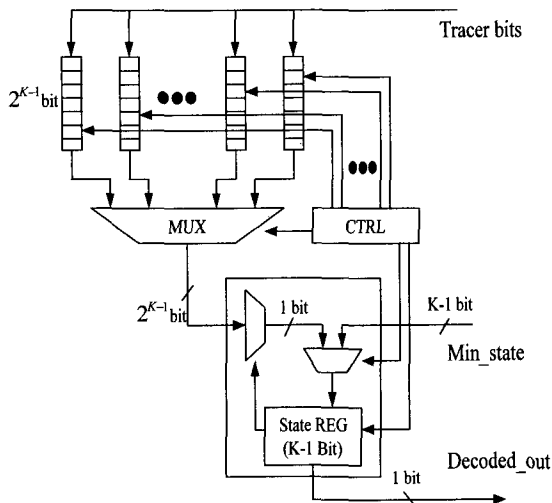 Tracer bits
2^{K-1} bit
MUX
CTRL
2^{K-1} bit
1 bit
K-1 bit
Min_state
State REG
(K-1 Bit)
Decoded_out
1 bit